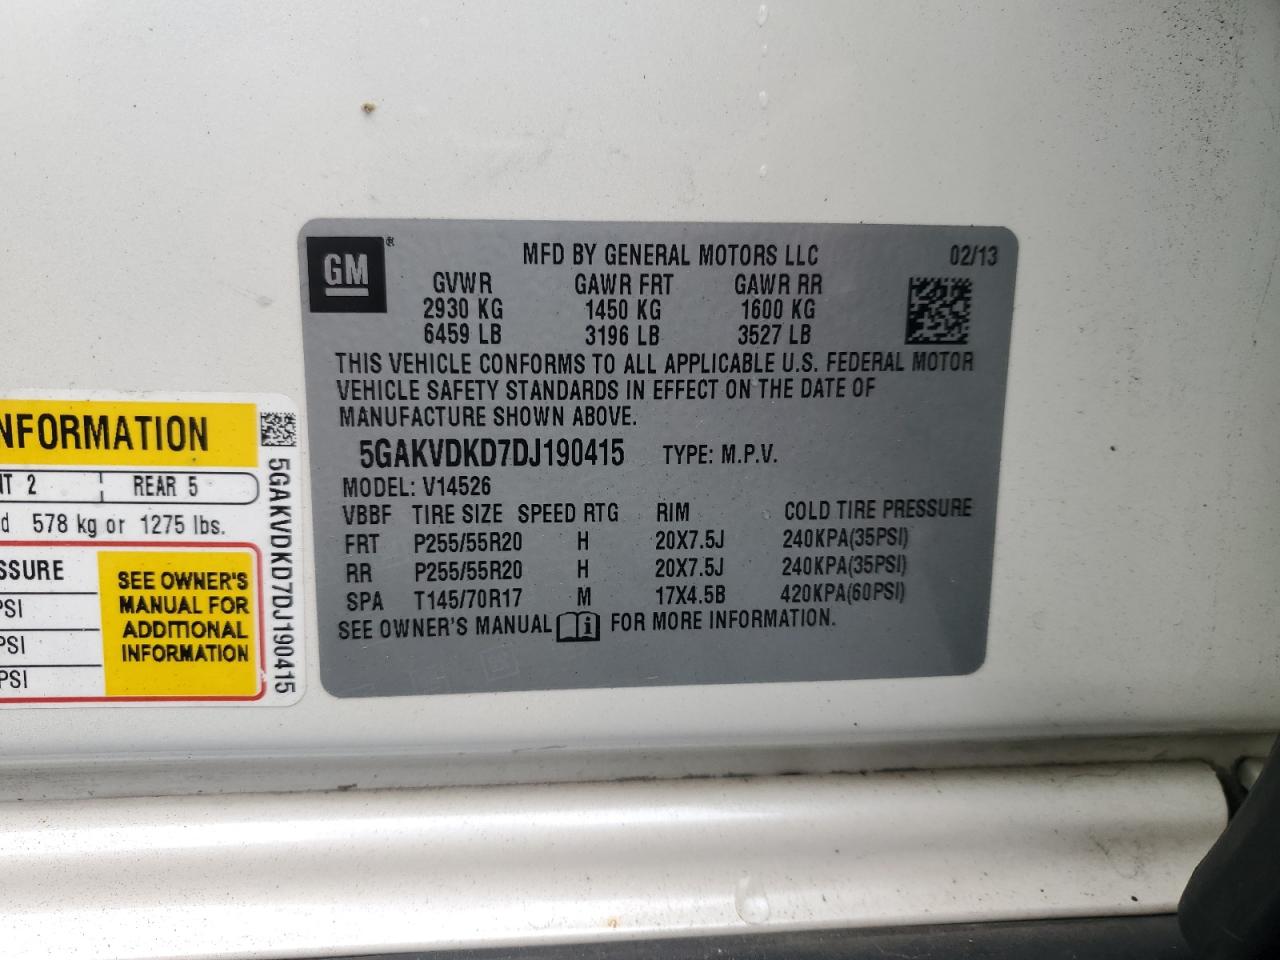 GM ®
MFD BY GENERAL MOTORS LLC 02/13
GVWR GAWR FRT GAWR RR
2930 KG 1450 KG 1600 KG
6459 LB 3196 LB 3527 LB
THIS VEHICLE CONFORMS TO ALL APPLICABLE U.S. FEDERAL MOTOR
VEHICLE SAFETY STANDARDS IN EFFECT ON THE DATE OF
MANUFACTURE SHOWN ABOVE.
5GAKVDKD7DJ190415 TYPE: M.P.V.
MODEL: V14526
VBBF TIRE SIZE SPEED RTG RIM COLD TIRE PRESSURE
FRT P255/55R20 H 20X7.5J 240KPA(35PSI)
RR P255/55R20 H 20X7.5J 240KPA(35PSI)
SPA T145/70R17 M 17X4.5B 420KPA(60PSI)
SEE OWNER'S MANUAL i FOR MORE INFORMATION.
NFORMATION
NT 2 REAR 5
d 578 kg or 1275 lbs.
SSURE
PSI
PSI
PSI
SEE OWNER'S
MANUAL FOR
ADDITIONAL
INFORMATION
5GAKVDKD7DJ190415